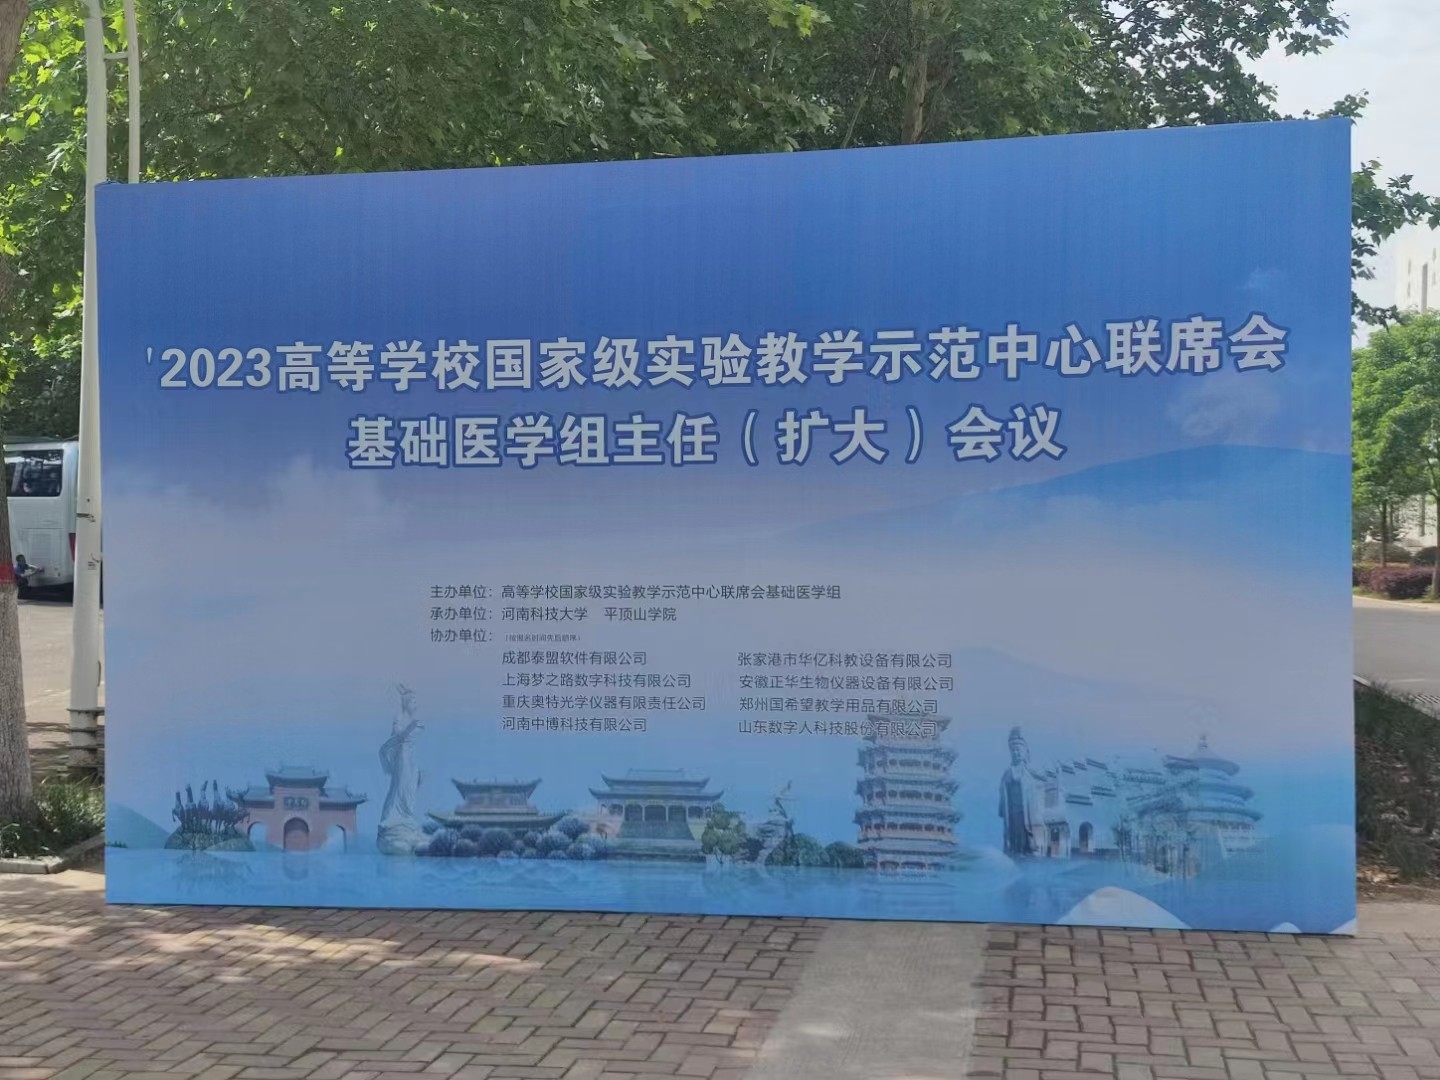 '2023高等学校国家级实验教学示范中心联席会
基础医学组主任（扩大）会议
主办单位：高等学校国家级实验教学示范中心联席会基础医学组
承办单位：河南科技大学 平顶山学院
协办单位：（按报名时间先后顺序）
成都泰盟软件有限公司 张家港市华亿科教设备有限公司
上海梦之路数字科技有限公司 安徽正华生物仪器设备有限公司
重庆奥特光学仪器有限责任公司 郑州国希望教学用品有限公司
河南中博科技有限公司 山东数字人科技股份有限公司